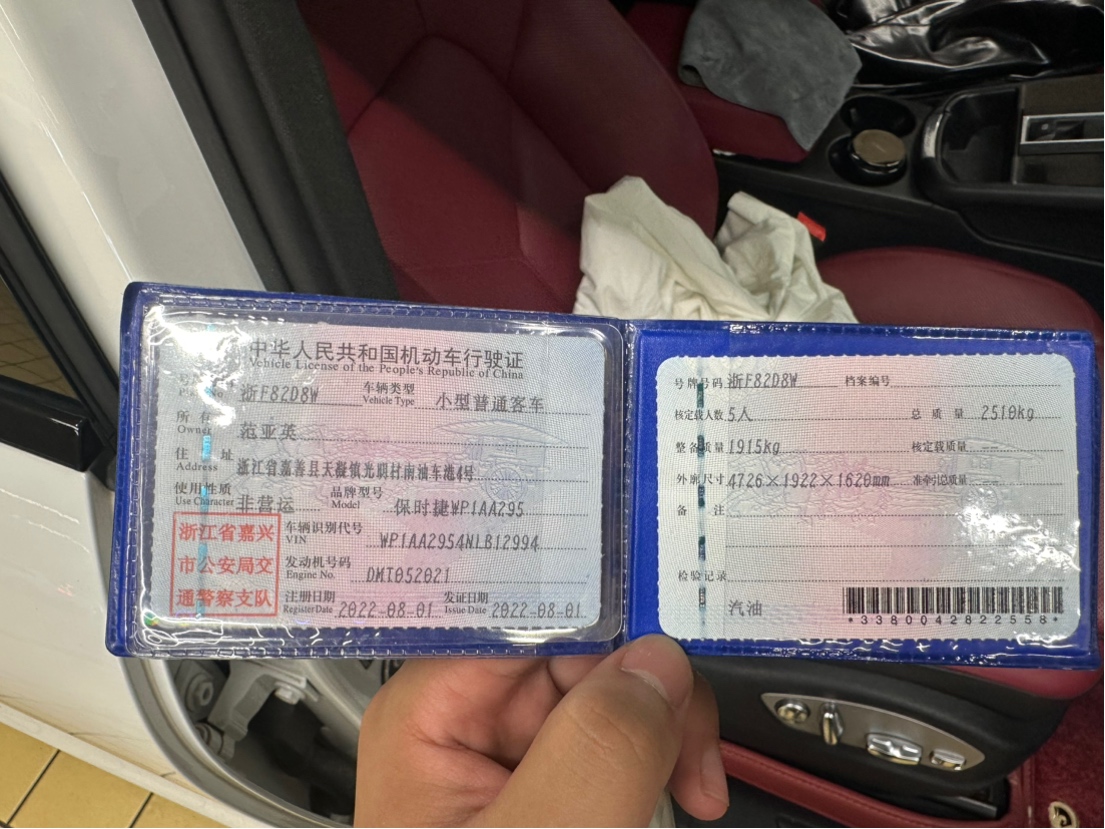 中华人民共和国机动车行驶证
Vehicle License of the People's Republic of China
号牌号码 浙F82D8W 车辆类型 小型普通客车
Plate No. Vehicle Type
所有人 范亚英
Owner
住址 浙江省嘉善县天凝镇光明村南油车港4号
Address
使用性质 非营运 品牌型号 保时捷WP1AA295
Use Character Model
浙江省嘉兴
市公安局交
通警察支队
车辆识别代号 WP1AA2954NLB12994
VIN
发动机号码 DMT052021
Engine No.
注册日期 2022-08-01 发证日期 2022-08-01
Register Date Issue Date
号牌号码 浙F82D8W 档案编号
核定载人数 5人 总质量 2510kg
整备质量 1915kg 核定载质量 --
外廓尺寸 4726×1922×1620mm 准牵引总质量 --
备注
检验记录
汽油
*3380042822558*